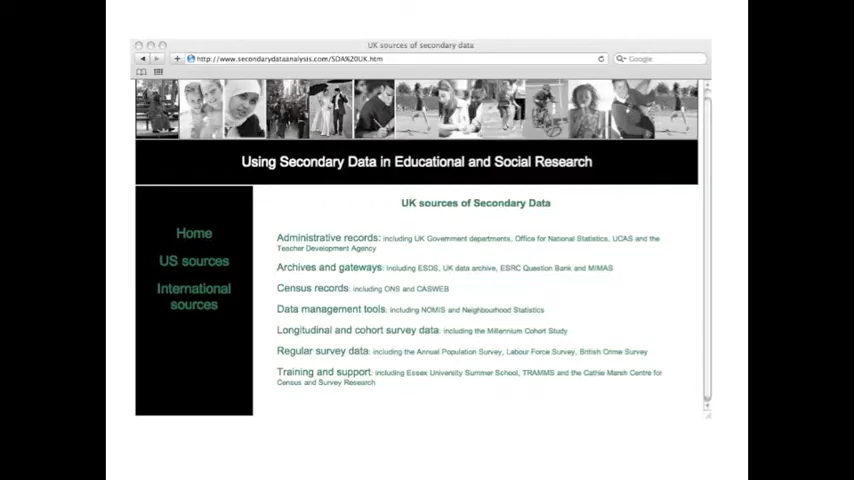 UK sources of secondary data
http://www.secondarydataanalysis.com/SDA%20UK.htm
Google
Using Secondary Data in Educational and Social Research
Home
US sources
International
sources
UK sources of Secondary Data
Administrative records: including UK Government departments, Office for National Statistics, UCAS and the
Teacher Development Agency
Archives and gateways: including ESDS, UK data archive, ESRC Question Bank and MIMAS
Census records: including ONS and CASWEB
Data management tools: including NOMIS and Neighbourhood Statistics
Longitudinal and cohort survey data: including the Millennium Cohort Study
Regular survey data: including the Annual Population Survey, Labour Force Survey, British Crime Survey
Training and support: including Essex University Summer School, TRAMMS and the Cathie Marsh Centre for
Census and Survey Research